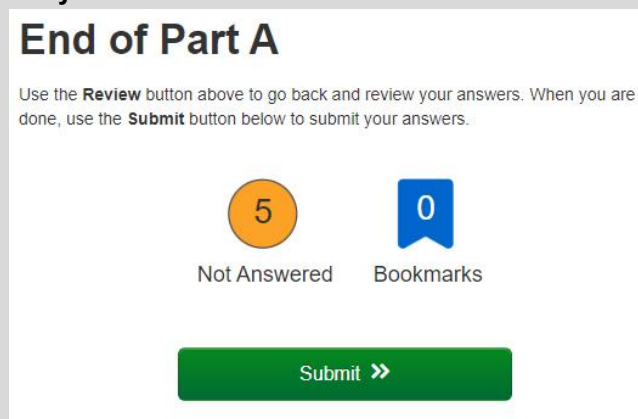 End of Part A
Use the Review button above to go back and review your answers. When you are
done, use the Submit button below to submit your answers.
5
0
Not Answered
Bookmarks
Submit »